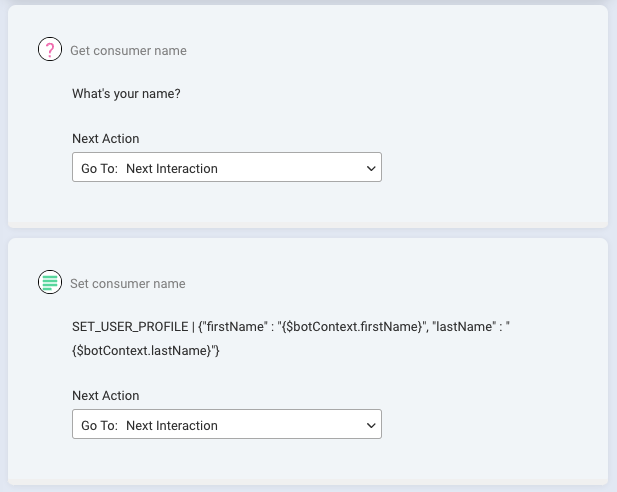 Get consumer name
What's your name?
Next Action
Go To: Next Interaction
Set consumer name
SET_USER_PROFILE | {"firstName" : "{$botContext.firstName}", "lastName" : "
{$botContext.lastName}"}
Next Action
Go To: Next Interaction